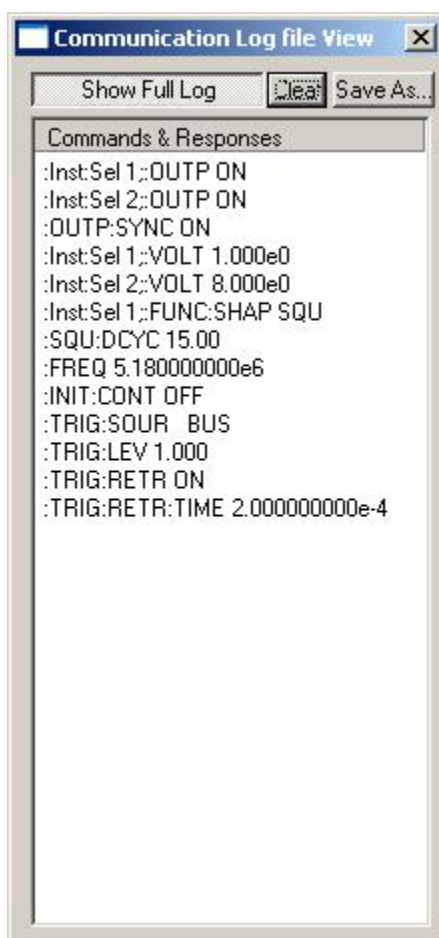 Communication Log file View
Show Full Log Clear Save As...
Commands & Responses
:Inst:Sel 1;:OUTP ON
:Inst:Sel 2;:OUTP ON
:OUTP:SYNC ON
:Inst:Sel 1;:VOLT 1.000e0
:Inst:Sel 2;:VOLT 8.000e0
:Inst:Sel 1;:FUNC:SHAP SQU
:SQU:DCYC 15.00
:FREQ 5.180000000e6
:INIT:CONT OFF
:TRIG:SOUR   BUS
:TRIG:LEV 1.000
:TRIG:RETR ON
:TRIG:RETR:TIME 2.000000000e-4